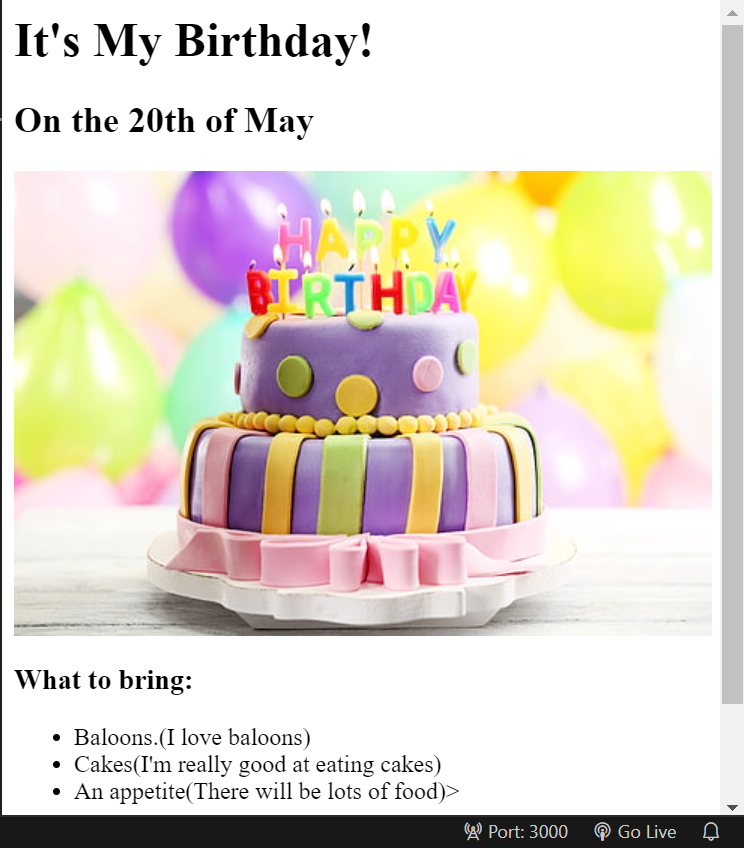 It's My Birthday!
On the 20th of May
HAPPY
BIRTHDAY
What to bring:
Baloons.(I love baloons)
Cakes(I'm really good at eating cakes)
An appetite(There will be lots of food)>
Port: 3000 Go Live